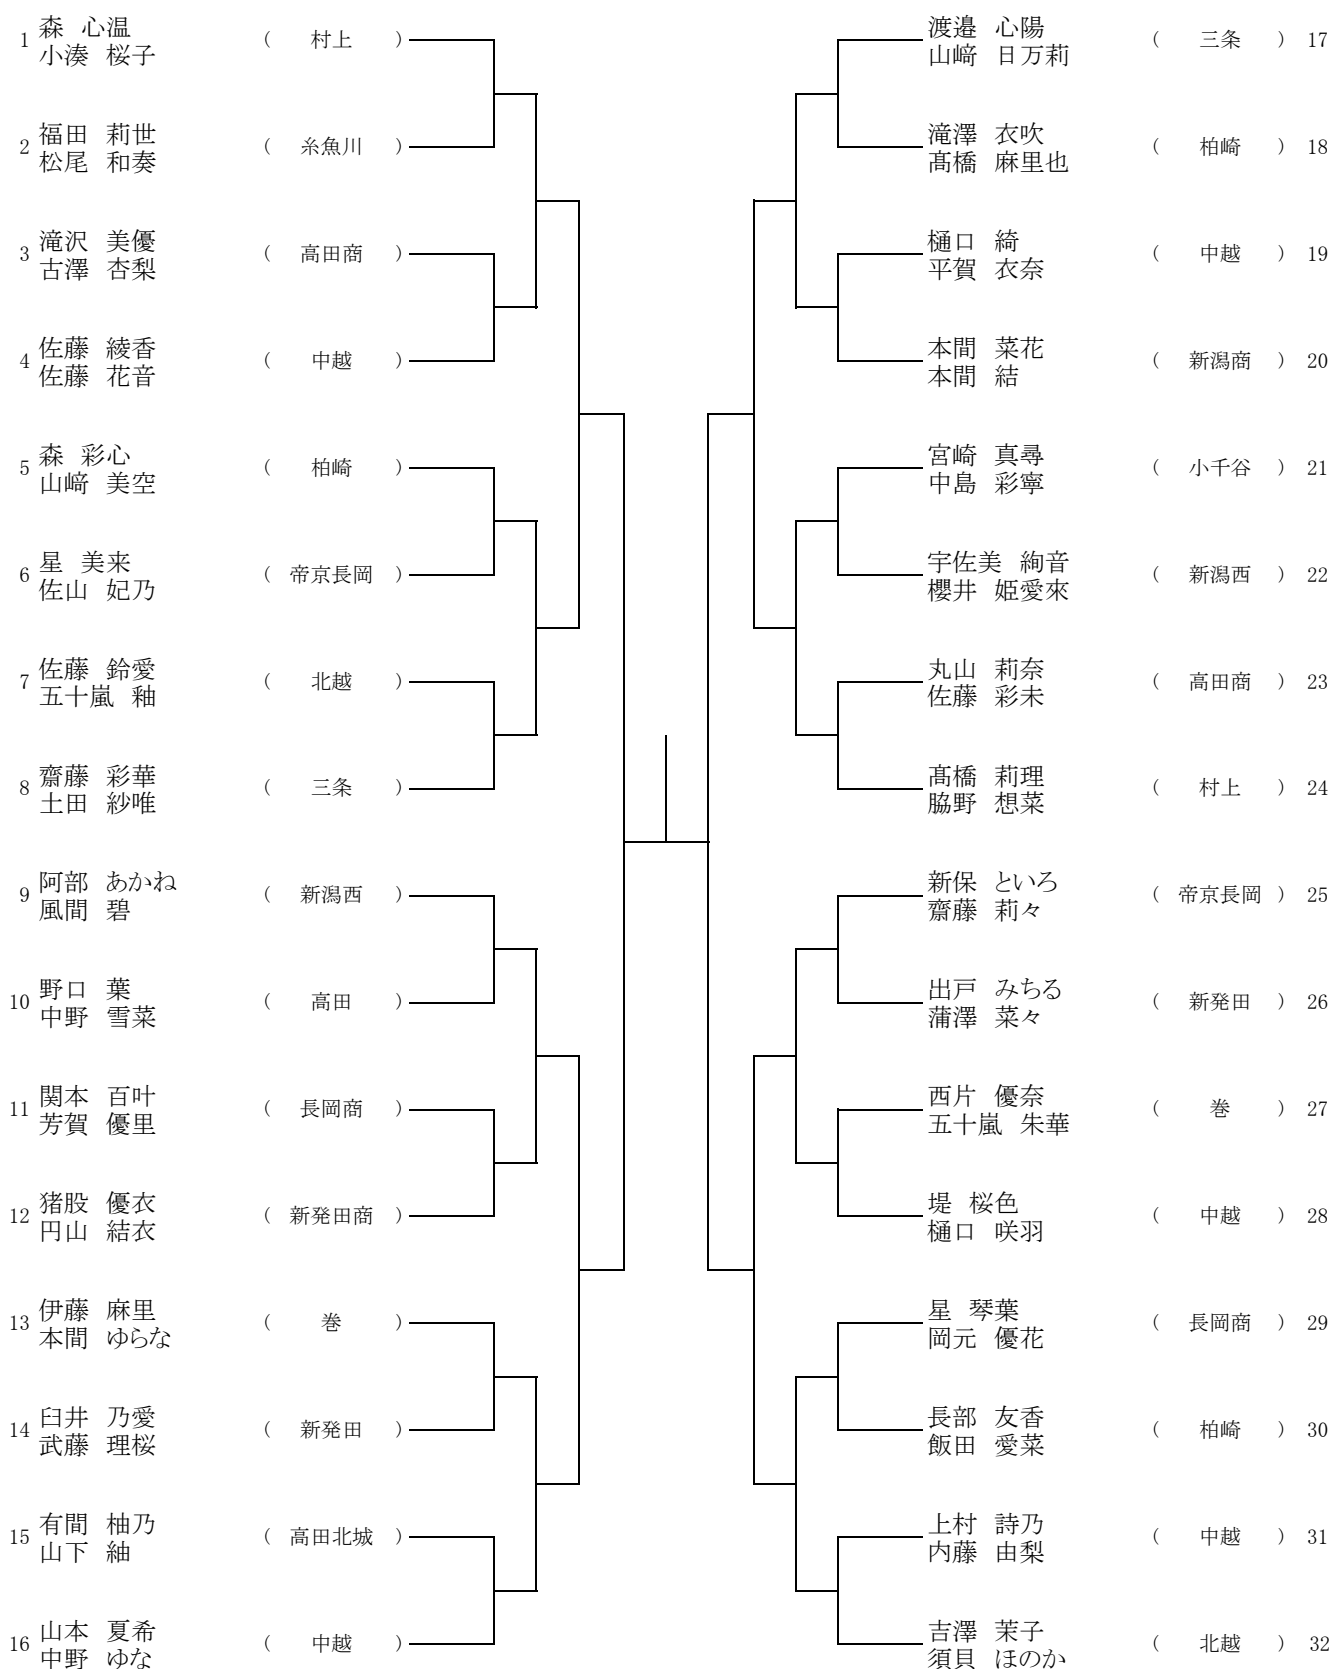 1 森 心温 ( 村上 )
小湊 桜子
2 福田 莉世 ( 糸魚川 )
松尾 和奏
3 滝沢 美優 ( 高田商 )
古澤 杏梨
4 佐藤 綾香 ( 中越 )
佐藤 花音
5 森 彩心 ( 柏崎 )
山﨑 美空
6 星 美来 ( 帝京長岡 )
佐山 妃乃
7 佐藤 鈴愛 ( 北越 )
五十嵐 釉
8 齋藤 彩華 ( 三条 )
土田 紗唯
9 阿部 あかね ( 新潟西 )
風間 碧
10 野口 葉 ( 高田 )
中野 雪菜
11 関本 百叶 ( 長岡商 )
芳賀 優里
12 猪股 優衣 ( 新発田商 )
円山 結衣
13 伊藤 麻里 ( 巻 )
本間 ゆらな
14 臼井 乃愛 ( 新発田 )
武藤 理桜
15 有間 柚乃 ( 高田北城 )
山下 紬
16 山本 夏希 ( 中越 )
中野 ゆな
渡邉 心陽 ( 三条 ) 17
山﨑 日万莉
滝澤 衣吹 ( 柏崎 ) 18
髙橋 麻里也
樋口 綺 ( 中越 ) 19
平賀 衣奈
本間 菜花 ( 新潟商 ) 20
本間 結
宮崎 真尋 ( 小千谷 ) 21
中島 彩寧
宇佐美 絢音 ( 新潟西 ) 22
櫻井 姫愛來
丸山 莉奈 ( 高田商 ) 23
佐藤 彩未
髙橋 莉理 ( 村上 ) 24
脇野 想菜
新保 といろ ( 帝京長岡 ) 25
齋藤 莉々
出戸 みちる ( 新発田 ) 26
蒲澤 菜々
西片 優奈 ( 巻 ) 27
五十嵐 朱華
堤 桜色 ( 中越 ) 28
樋口 咲羽
星 琴葉 ( 長岡商 ) 29
岡元 優花
長部 友香 ( 柏崎 ) 30
飯田 愛菜
上村 詩乃 ( 中越 ) 31
内藤 由梨
吉澤 茉子 ( 北越 ) 32
須貝 ほのか